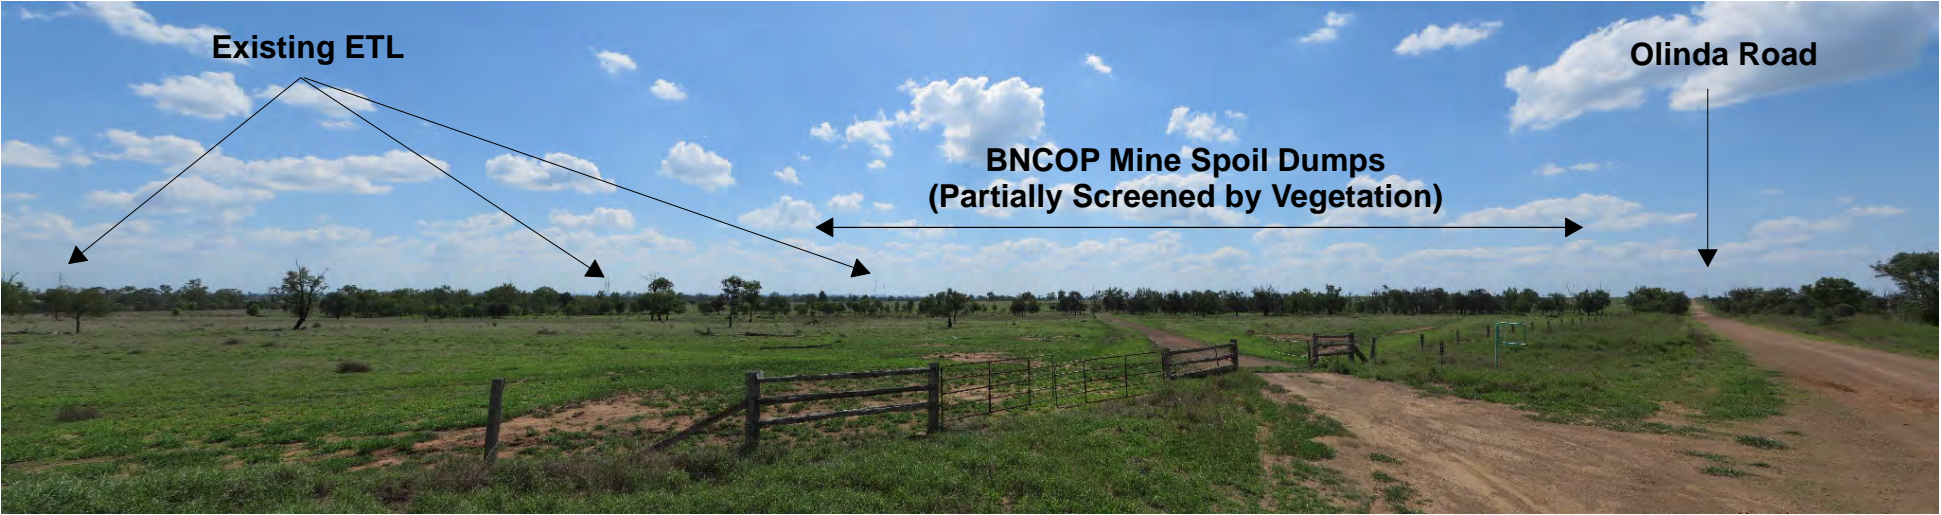 Existing ETL
Olinda Road
BNCOP Mine Spoil Dumps
(Partially Screened by Vegetation)